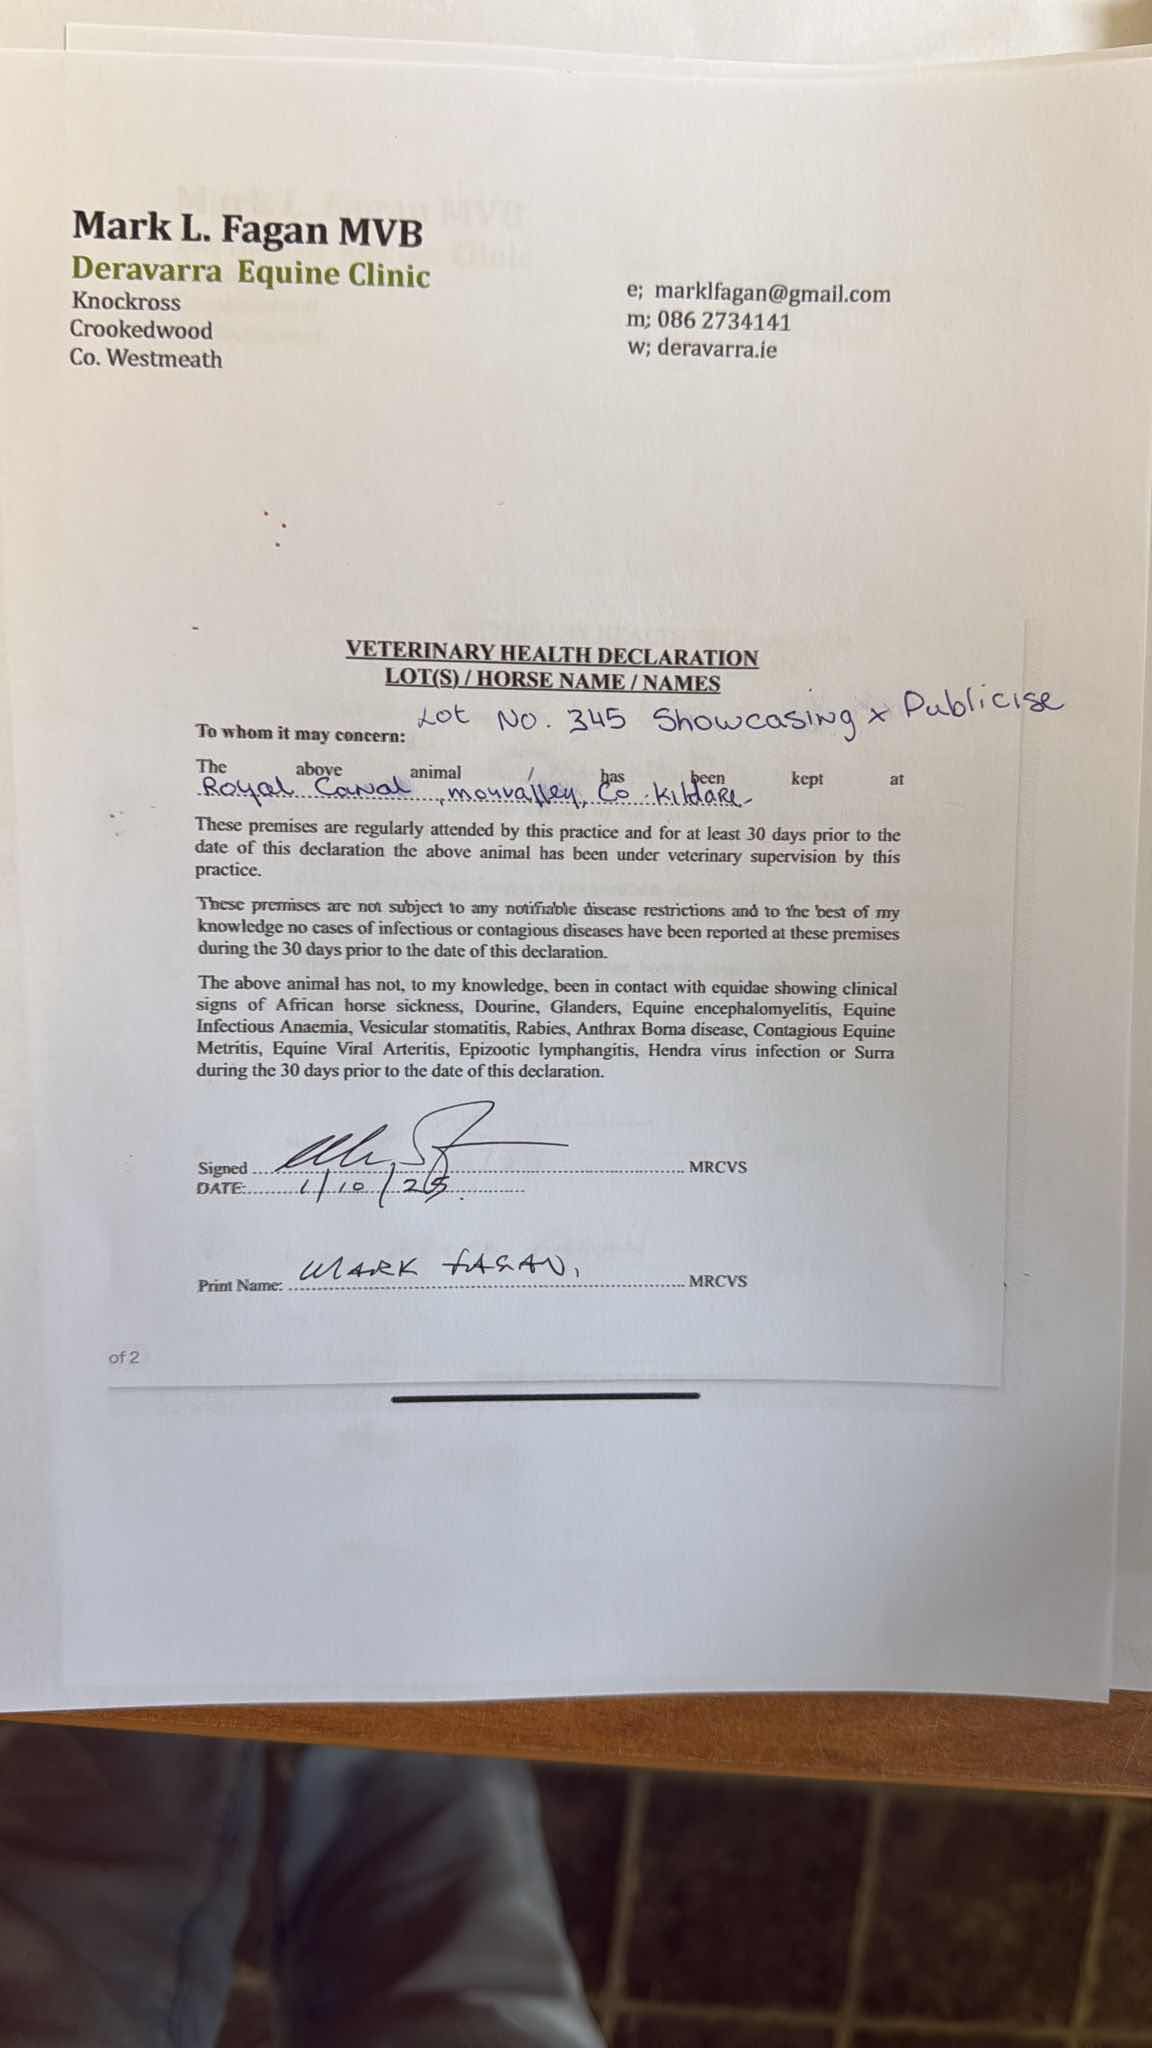 Mark L. Fagan MVB
Deravarra Equine Clinic
Knockross
Crookedwood
Co. Westmeath
e; marklfagan@gmail.com
m; 086 2734141
w; deravarra.ie
VETERINARY HEALTH DECLARATION
LOT(S) / HORSE NAME / NAMES
Lot No. 345 Showcasing x Publicise
To whom it may concern:
The above animal / has been kept at
Royal Canal, moyvalley, Co. Kildare.
These premises are regularly attended by this practice and for at least 30 days prior to the
date of this declaration the above animal has been under veterinary supervision by this
practice.
These premises are not subject to any notifiable disease restrictions and to the best of my
knowledge no cases of infectious or contagious diseases have been reported at these premises
during the 30 days prior to the date of this declaration.
The above animal has not, to my knowledge, been in contact with equidae showing clinical
signs of African horse sickness, Dourine, Glanders, Equine encephalomyelitis, Equine
Infectious Anaemia, Vesicular stomatitis, Rabies, Anthrax Borna disease, Contagious Equine
Metritis, Equine Viral Arteritis, Epizootic lymphangitis, Hendra virus infection or Surra
during the 30 days prior to the date of this declaration.
Signed MRCVS
DATE: 1/10/25.
Print Name: MARK FAGAN, MRCVS
of 2